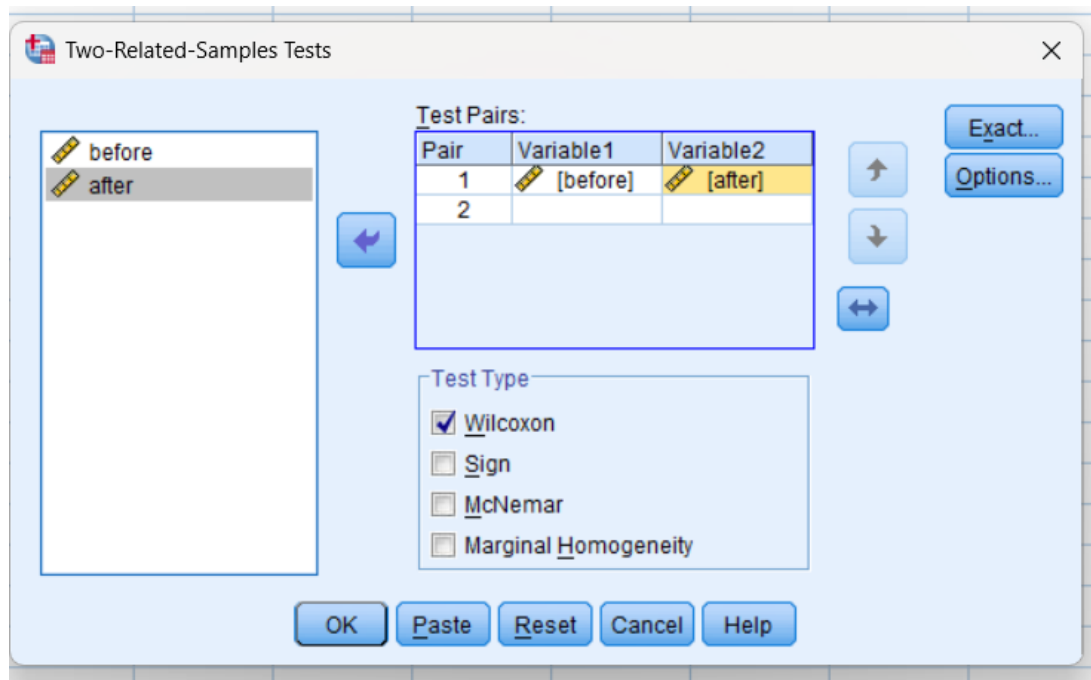 Two-Related-Samples Tests
before
after
Test Pairs:
Pair Variable1 Variable2
1 [before] [after]
2
Exact...
Options...
Test Type
Wilcoxon
Sign
McNemar
Marginal Homogeneity
OK Paste Reset Cancel Help